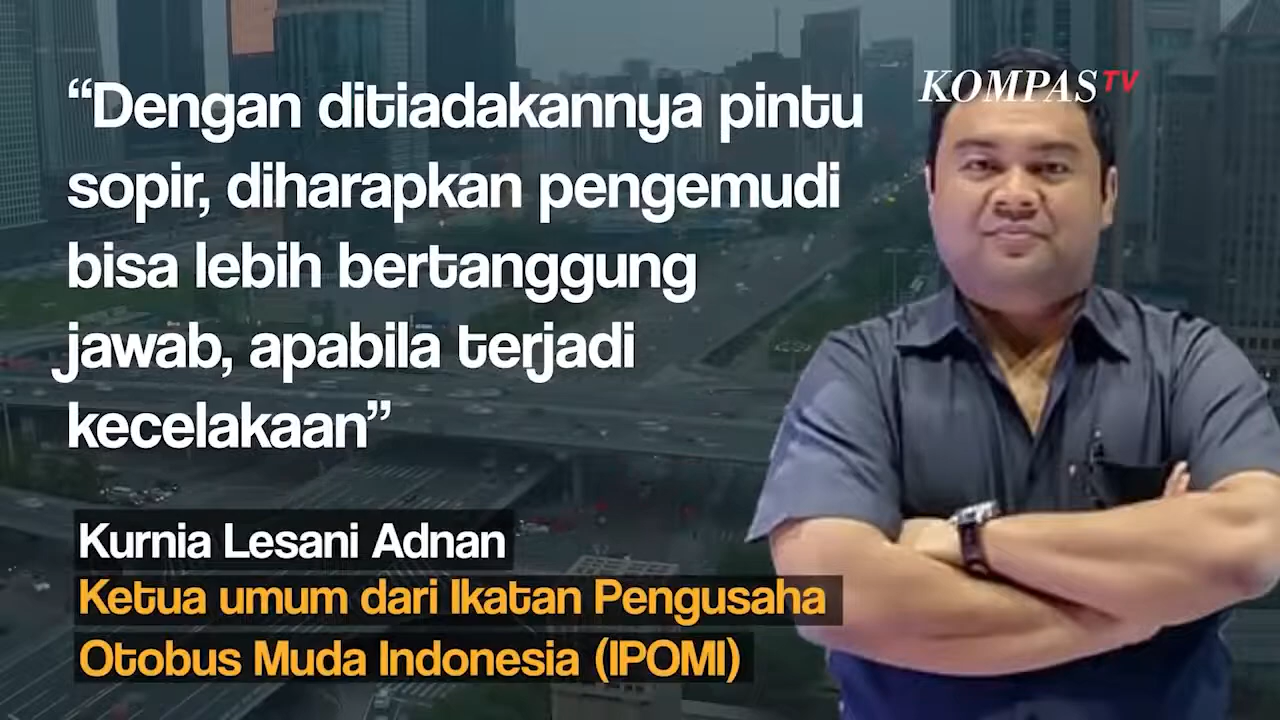 KOMPASTV
“Dengan ditiadakannya pintu
sopir, diharapkan pengemudi
bisa lebih bertanggung
jawab, apabila terjadi
kecelakaan”
Kurnia Lesani Adnan
Ketua umum dari Ikatan Pengusaha
Otobus Muda Indonesia (IPOMI)